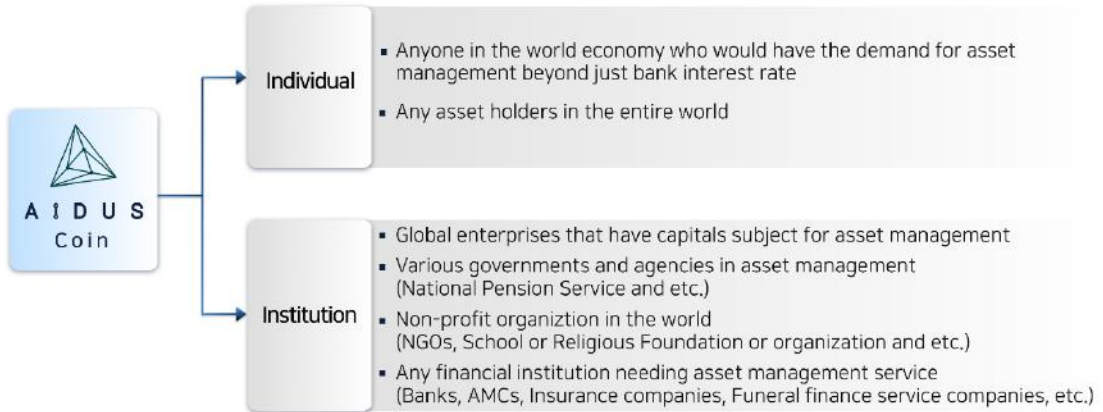 AIDUS
Coin
Individual
▪ Anyone in the world economy who would have the demand for asset
management beyond just bank interest rate
▪ Any asset holders in the entire world
Institution
▪ Global enterprises that have capitals subject for asset management
▪ Various governments and agencies in asset management
(National Pension Service and etc.)
▪ Non-profit organiztion in the world
(NGOs, School or Religious Foundation or organization and etc.)
▪ Any financial institution needing asset management service
(Banks, AMCs, Insurance companies, Funeral finance service companies, etc.)